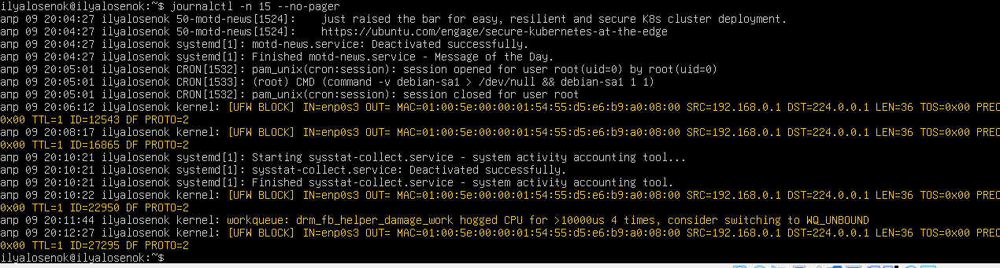 ilyalosenok@ilyalosenok:~$ journalctl -n 15 --no-pager
апр 09 20:04:27 ilyalosenok 50-motd-news[1524]:    just raised the bar for easy, resilient and secure K8s cluster deployment.
апр 09 20:04:27 ilyalosenok 50-motd-news[1524]:    https://ubuntu.com/engage/secure-kubernetes-at-the-edge
апр 09 20:04:27 ilyalosenok systemd[1]: motd-news.service: Deactivated successfully.
апр 09 20:04:27 ilyalosenok systemd[1]: Finished motd-news.service - Message of the Day.
апр 09 20:05:01 ilyalosenok CRON[1532]: pam_unix(cron:session): session opened for user root(uid=0) by root(uid=0)
апр 09 20:05:01 ilyalosenok CRON[1533]: (root) CMD (command -v debian-sa1 > /dev/null && debian-sa1 1 1)
апр 09 20:05:01 ilyalosenok CRON[1532]: pam_unix(cron:session): session closed for user root
апр 09 20:06:12 ilyalosenok kernel: [UFW BLOCK] IN=enp0s3 OUT= MAC=01:00:5e:00:00:01:54:55:d5:e6:b9:a0:08:00 SRC=192.168.0.1 DST=224.0.0.1 LEN=36 TOS=0x00 PREC
0x00 TTL=1 ID=12543 DF PROTO=2
апр 09 20:08:17 ilyalosenok kernel: [UFW BLOCK] IN=enp0s3 OUT= MAC=01:00:5e:00:00:01:54:55:d5:e6:b9:a0:08:00 SRC=192.168.0.1 DST=224.0.0.1 LEN=36 TOS=0x00 PREC
0x00 TTL=1 ID=16865 DF PROTO=2
апр 09 20:10:21 ilyalosenok systemd[1]: Starting sysstat-collect.service - system activity accounting tool...
апр 09 20:10:21 ilyalosenok systemd[1]: sysstat-collect.service: Deactivated successfully.
апр 09 20:10:21 ilyalosenok systemd[1]: Finished sysstat-collect.service - system activity accounting tool.
апр 09 20:10:22 ilyalosenok kernel: [UFW BLOCK] IN=enp0s3 OUT= MAC=01:00:5e:00:00:01:54:55:d5:e6:b9:a0:08:00 SRC=192.168.0.1 DST=224.0.0.1 LEN=36 TOS=0x00 PREC
0x00 TTL=1 ID=22950 DF PROTO=2
апр 09 20:11:44 ilyalosenok kernel: workqueue: drm_fb_helper_damage_work hogged CPU for >10000us 4 times, consider switching to WQ_UNBOUND
апр 09 20:12:27 ilyalosenok kernel: [UFW BLOCK] IN=enp0s3 OUT= MAC=01:00:5e:00:00:01:54:55:d5:e6:b9:a0:08:00 SRC=192.168.0.1 DST=224.0.0.1 LEN=36 TOS=0x00 PREC
0x00 TTL=1 ID=27295 DF PROTO=2
ilyalosenok@ilyalosenok:~$